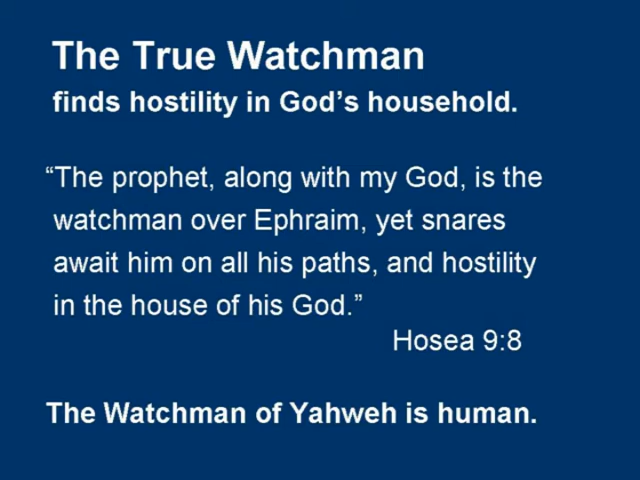 The True Watchman
finds hostility in God’s household.
“The prophet, along with my God, is the
watchman over Ephraim, yet snares
await him on all his paths, and hostility
in the house of his God.”
Hosea 9:8
The Watchman of Yahweh is human.